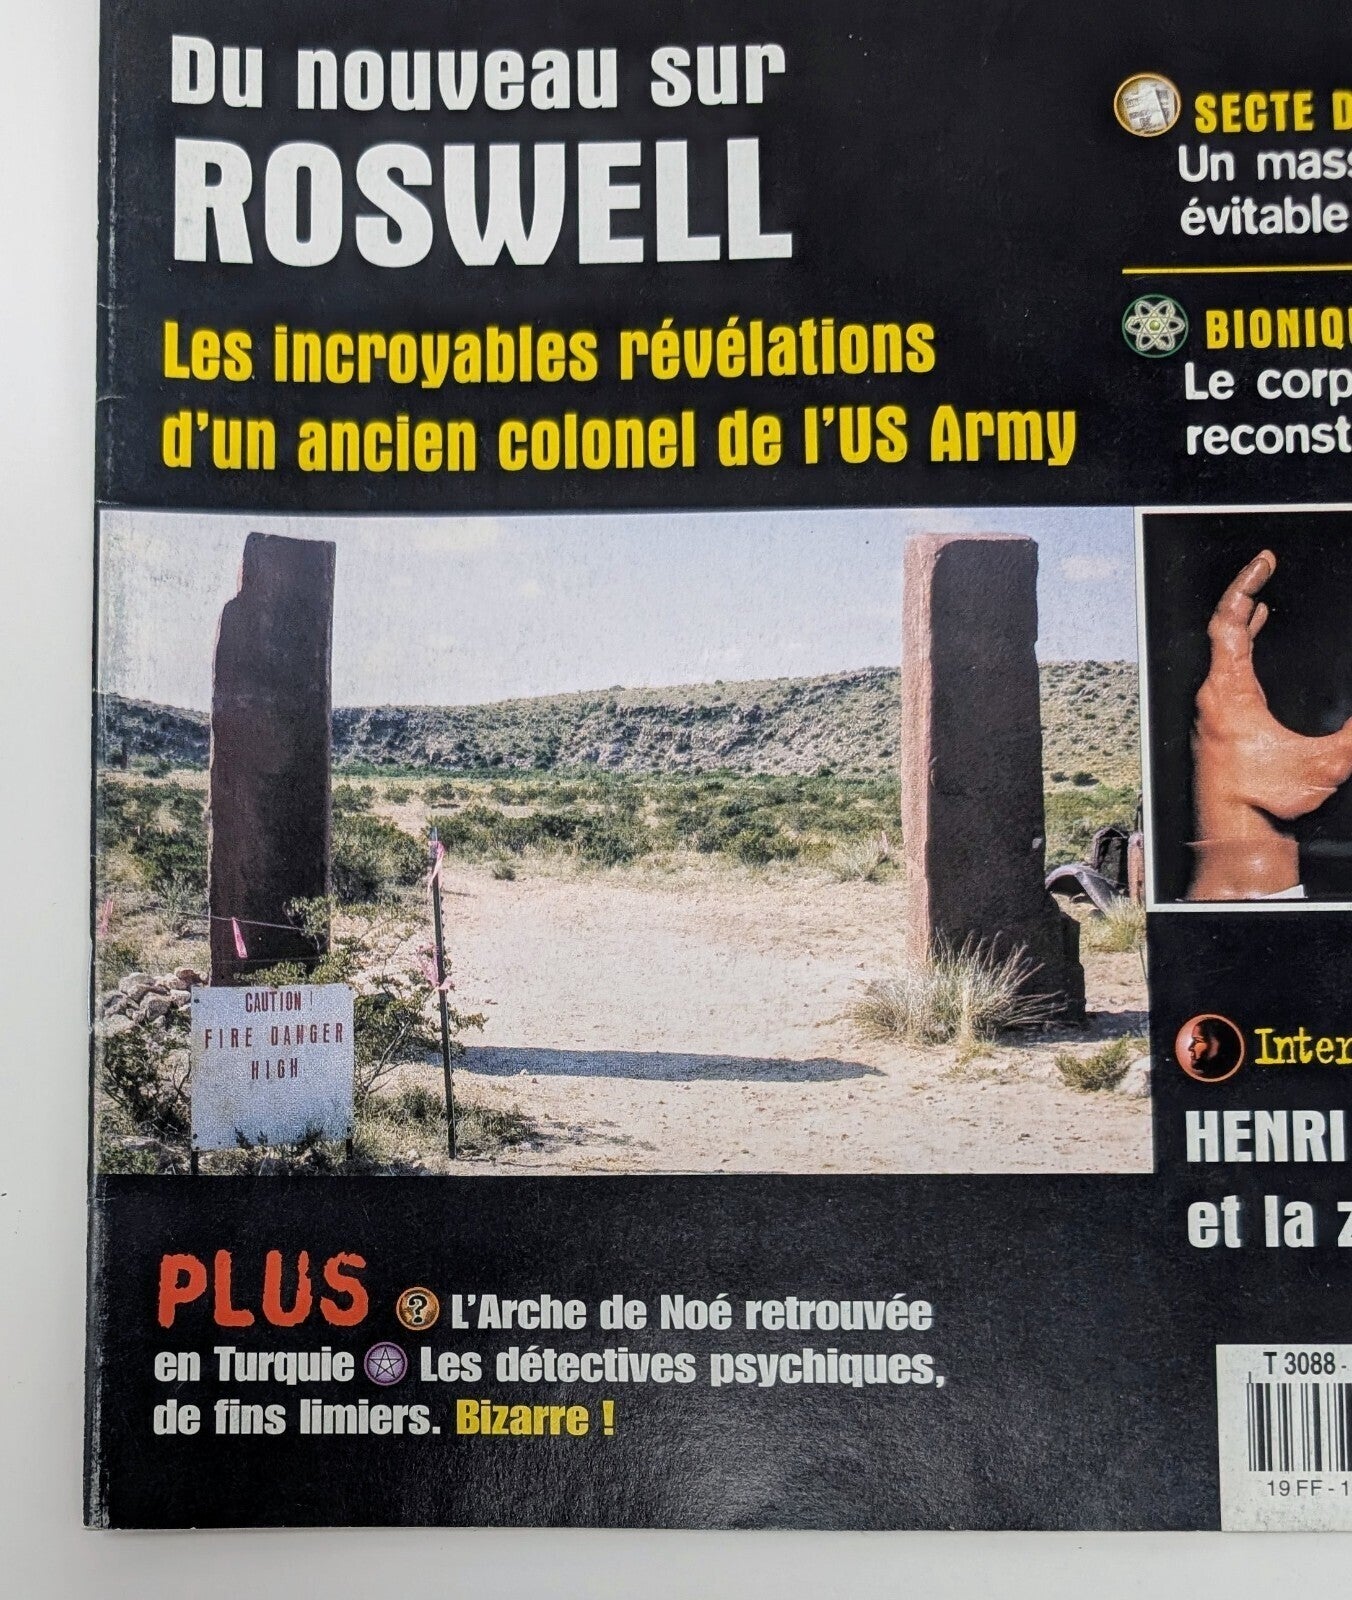 Du nouveau sur
ROSWELL
Les incroyables révélations
d'un ancien colonel de l'US Army
SECTE D
Un mass
évitable
BIONIQU
Le corp
reconst
CAUTION !
FIRE DANGER
HIGH
Inter
HENRI
et la z
PLUS L'Arche de Noé retrouvée
en Turquie Les détectives psychiques,
de fins limiers. Bizarre !
T 3088 -
19 FF - 1